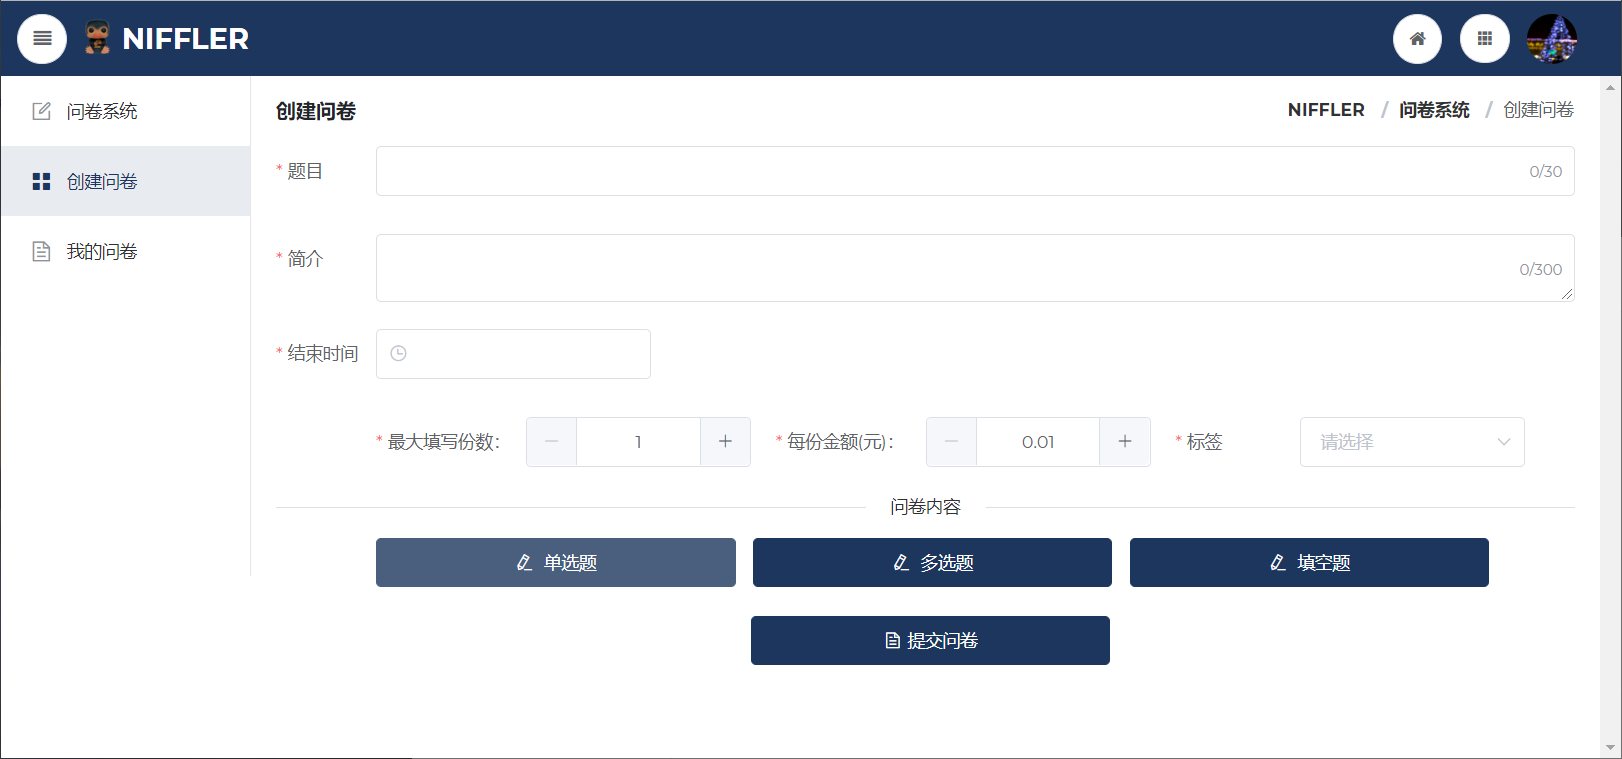 NIFFLER
问卷系统
创建问卷
我的问卷
创建问卷
NIFFLER / 问卷系统 / 创建问卷
* 题目
0/30
* 简介
0/300
* 结束时间
* 最大填写份数： − 1 + * 每份金额(元)： − 0.01 + * 标签 请选择
问卷内容
单选题 多选题 填空题
提交问卷